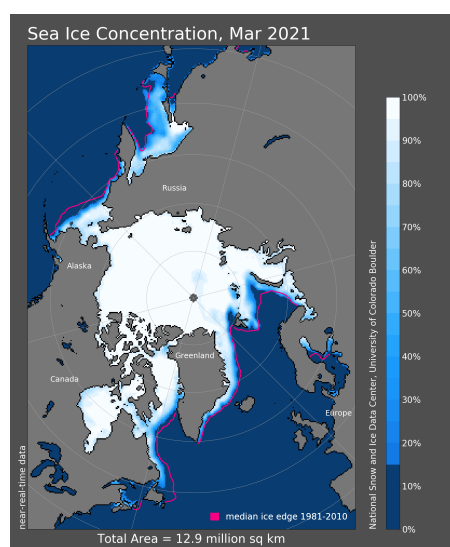 Sea Ice Concentration, Mar 2021
Russia
Alaska
Greenland
Canada
Europe
median ice edge 1981-2010
near-real-time data
Total Area = 12.9 million sq km
100%
90%
80%
70%
60%
50%
40%
30%
20%
10%
0%
National Snow and Ice Data Center, University of Colorado Boulder